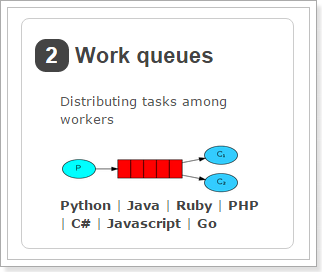 2 Work queues
Distributing tasks among
workers
P
C₁
C₂
Python | Java | Ruby | PHP
| C# | Javascript | Go